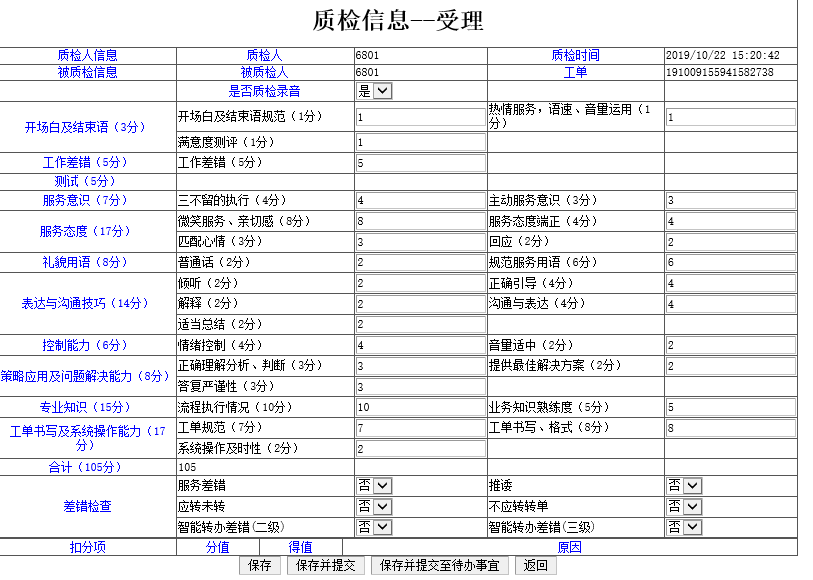 质检信息--受理
质检人信息 质检人 6801 质检时间 2019/10/22 15:20:42
被质检信息 被质检人 6801 工单 191009155941582738
是否质检录音 是
开场白及结束语（3分） 开场白及结束语规范（1分） 1 热情服务，语速、音量运用（1
分） 1
满意度测评（1分） 1
工作差错（5分） 工作差错（5分） 5
测试（5分）
服务意识（7分） 三不留的执行（4分） 4 主动服务意识（3分） 3
服务态度（17分） 微笑服务、亲切感（8分） 8 服务态度端正（4分） 4
匹配心情（3分） 3 回应（2分） 2
礼貌用语（8分） 普通话（2分） 2 规范服务用语（6分） 6
表达与沟通技巧（14分） 倾听（2分） 2 正确引导（4分） 4
解释（2分） 2 沟通与表达（4分） 4
适当总结（2分） 2
控制能力（6分） 情绪控制（4分） 4 音量适中（2分） 2
策略应用及问题解决能力（8分） 正确理解分析、判断（3分） 3 提供最佳解决方案（2分） 2
答复严谨性（3分） 3
专业知识（15分） 流程执行情况（10分） 10 业务知识熟练度（5分） 5
工单书写及系统操作能力（17
分） 工单规范（7分） 7 工单书写、格式（8分） 8
系统操作及时性（2分） 2
合计（105分） 105
差错检查 服务差错 否 推诿 否
应转未转 否 不应转转单 否
智能转办差错(二级) 否 智能转办差错(三级) 否
扣分项 分值 得值 原因
保存 保存并提交 保存并提交至待办事宜 返回